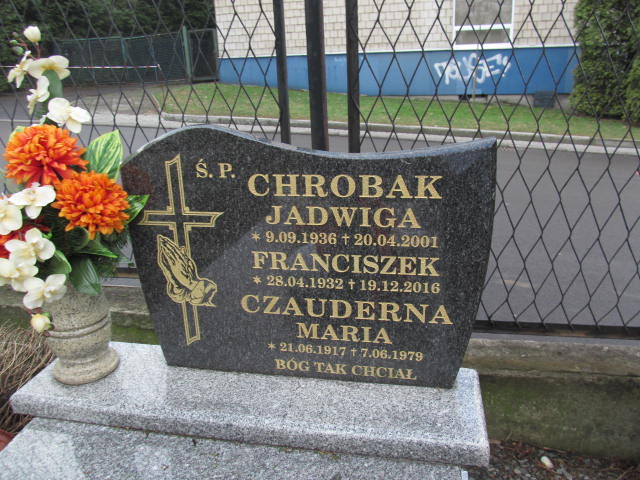 Ś. P.
CHROBAK
JADWIGA
* 9.09.1936 † 20.04.2001
FRANCISZEK
* 28.04.1932 † 19.12.2016
CZAUDERNA
MARIA
* 21.06.1917 † 7.06.1979
BÓG TAK CHCIAŁ